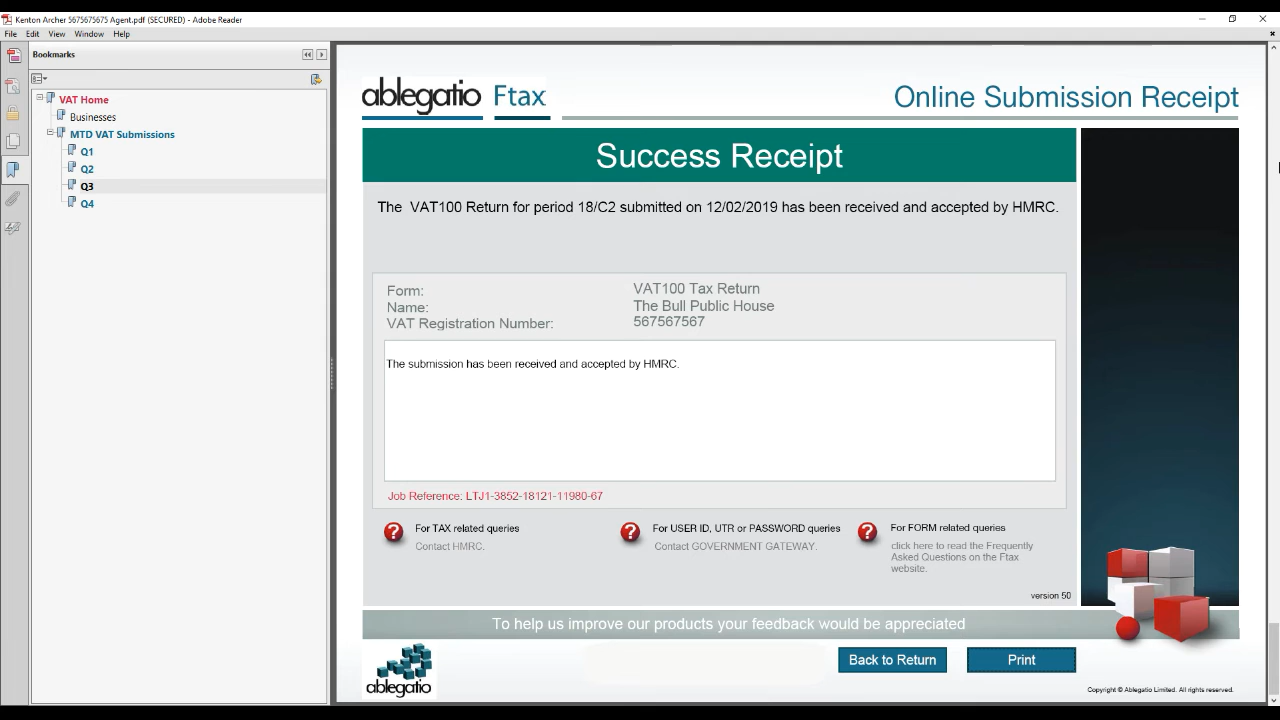 Kenton Archer 5675675675 Agent.pdf (SECURED) - Adobe Reader
File Edit View Window Help
Bookmarks
VAT Home
Businesses
MTD VAT Submissions
Q1
Q2
Q3
Q4
ablegatio Ftax
Online Submission Receipt
Success Receipt
The VAT100 Return for period 18/C2 submitted on 12/02/2019 has been received and accepted by HMRC.
Form: VAT100 Tax Return
Name: The Bull Public House
VAT Registration Number: 567567567
The submission has been received and accepted by HMRC.
Job Reference: LTJ1-3852-18121-11980-67
For TAX related queries
Contact HMRC.
For USER ID, UTR or PASSWORD queries
Contact GOVERNMENT GATEWAY.
For FORM related queries
click here to read the Frequently
Asked Questions on the Ftax
website.
version 50
To help us improve our products your feedback would be appreciated
ablegatio
Back to Return
Print
Copyright © Ablegatio Limited. All rights reserved.